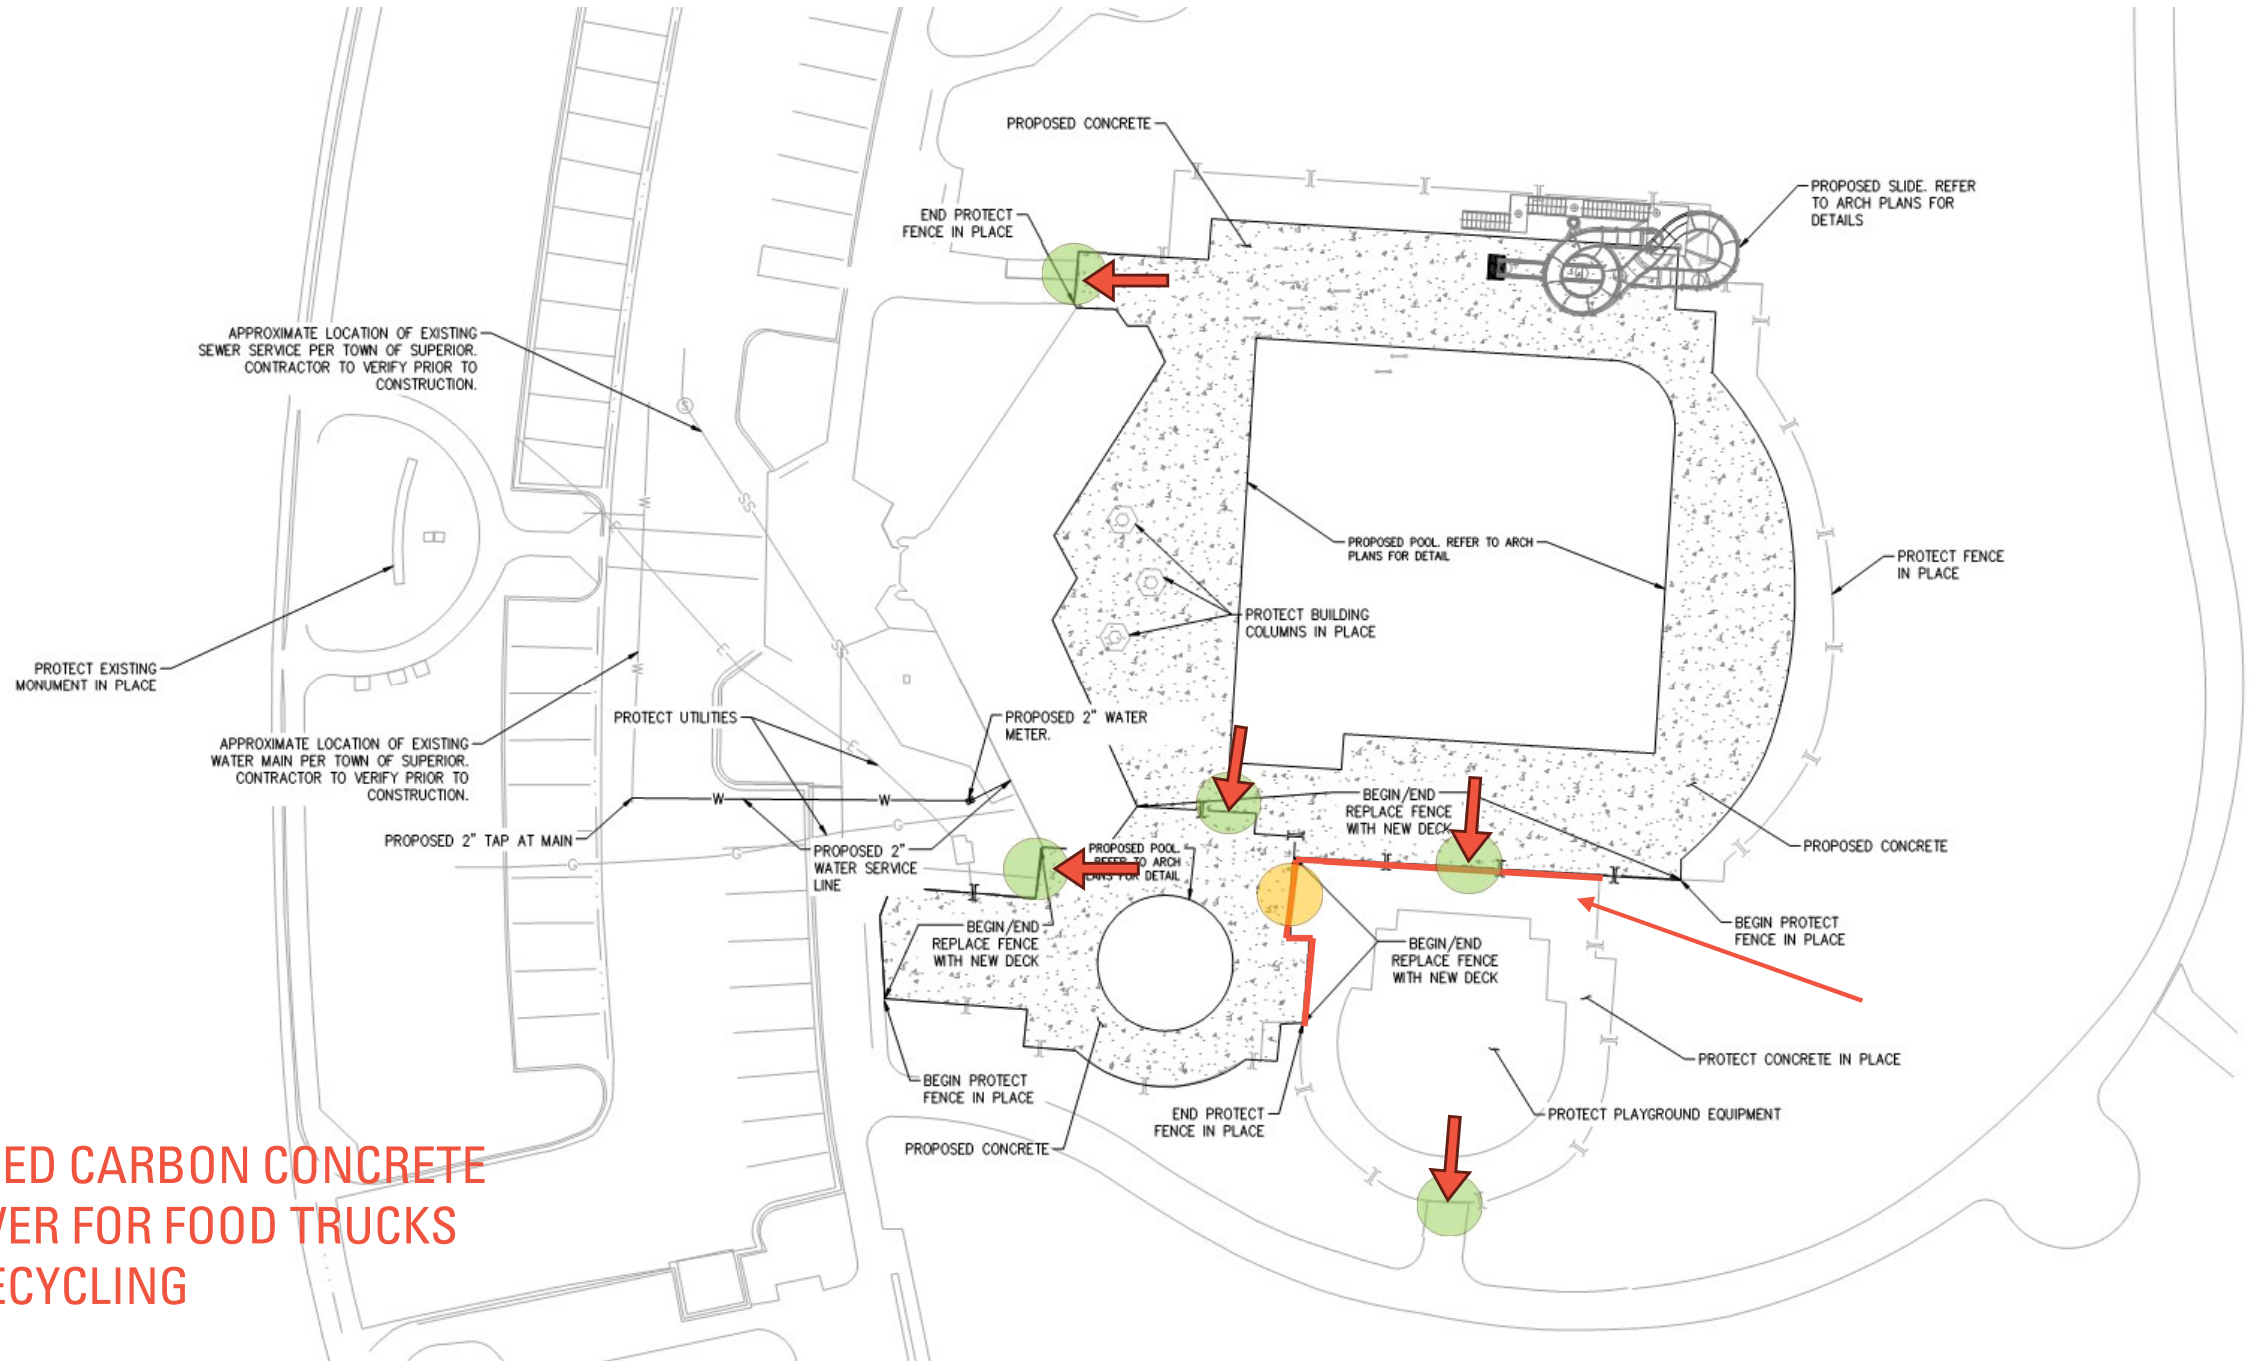 PROPOSED CONCRETE
PROPOSED SLIDE. REFER
TO ARCH PLANS FOR
DETAILS
END PROTECT
FENCE IN PLACE
APPROXIMATE LOCATION OF EXISTING
SEWER SERVICE PER TOWN OF SUPERIOR.
CONTRACTOR TO VERIFY PRIOR TO
CONSTRUCTION.
S
W
SS
E
PROPOSED POOL. REFER TO ARCH
PLANS FOR DETAIL
PROTECT FENCE
IN PLACE
PROTECT BUILDING
COLUMNS IN PLACE
PROTECT EXISTING
MONUMENT IN PLACE
W
E
SS
PROTECT UTILITIES
PROPOSED 2" WATER
METER.
APPROXIMATE LOCATION OF EXISTING
WATER MAIN PER TOWN OF SUPERIOR.
CONTRACTOR TO VERIFY PRIOR TO
CONSTRUCTION.
E
W
W
G
PROPOSED 2" TAP AT MAIN
G
G
PROPOSED 2"
WATER SERVICE
LINE
BEGIN/END
REPLACE FENCE
WITH NEW DECK
PROPOSED CONCRETE
PROPOSED POOL.
REFER TO ARCH
PLANS FOR DETAIL
BEGIN/END
REPLACE FENCE
WITH NEW DECK
BEGIN PROTECT
FENCE IN PLACE
BEGIN/END
REPLACE FENCE
WITH NEW DECK
PROTECT CONCRETE IN PLACE
BEGIN PROTECT
FENCE IN PLACE
END PROTECT
FENCE IN PLACE
PROTECT PLAYGROUND EQUIPMENT
PROPOSED CONCRETE
ED CARBON CONCRETE
VER FOR FOOD TRUCKS
ECYCLING